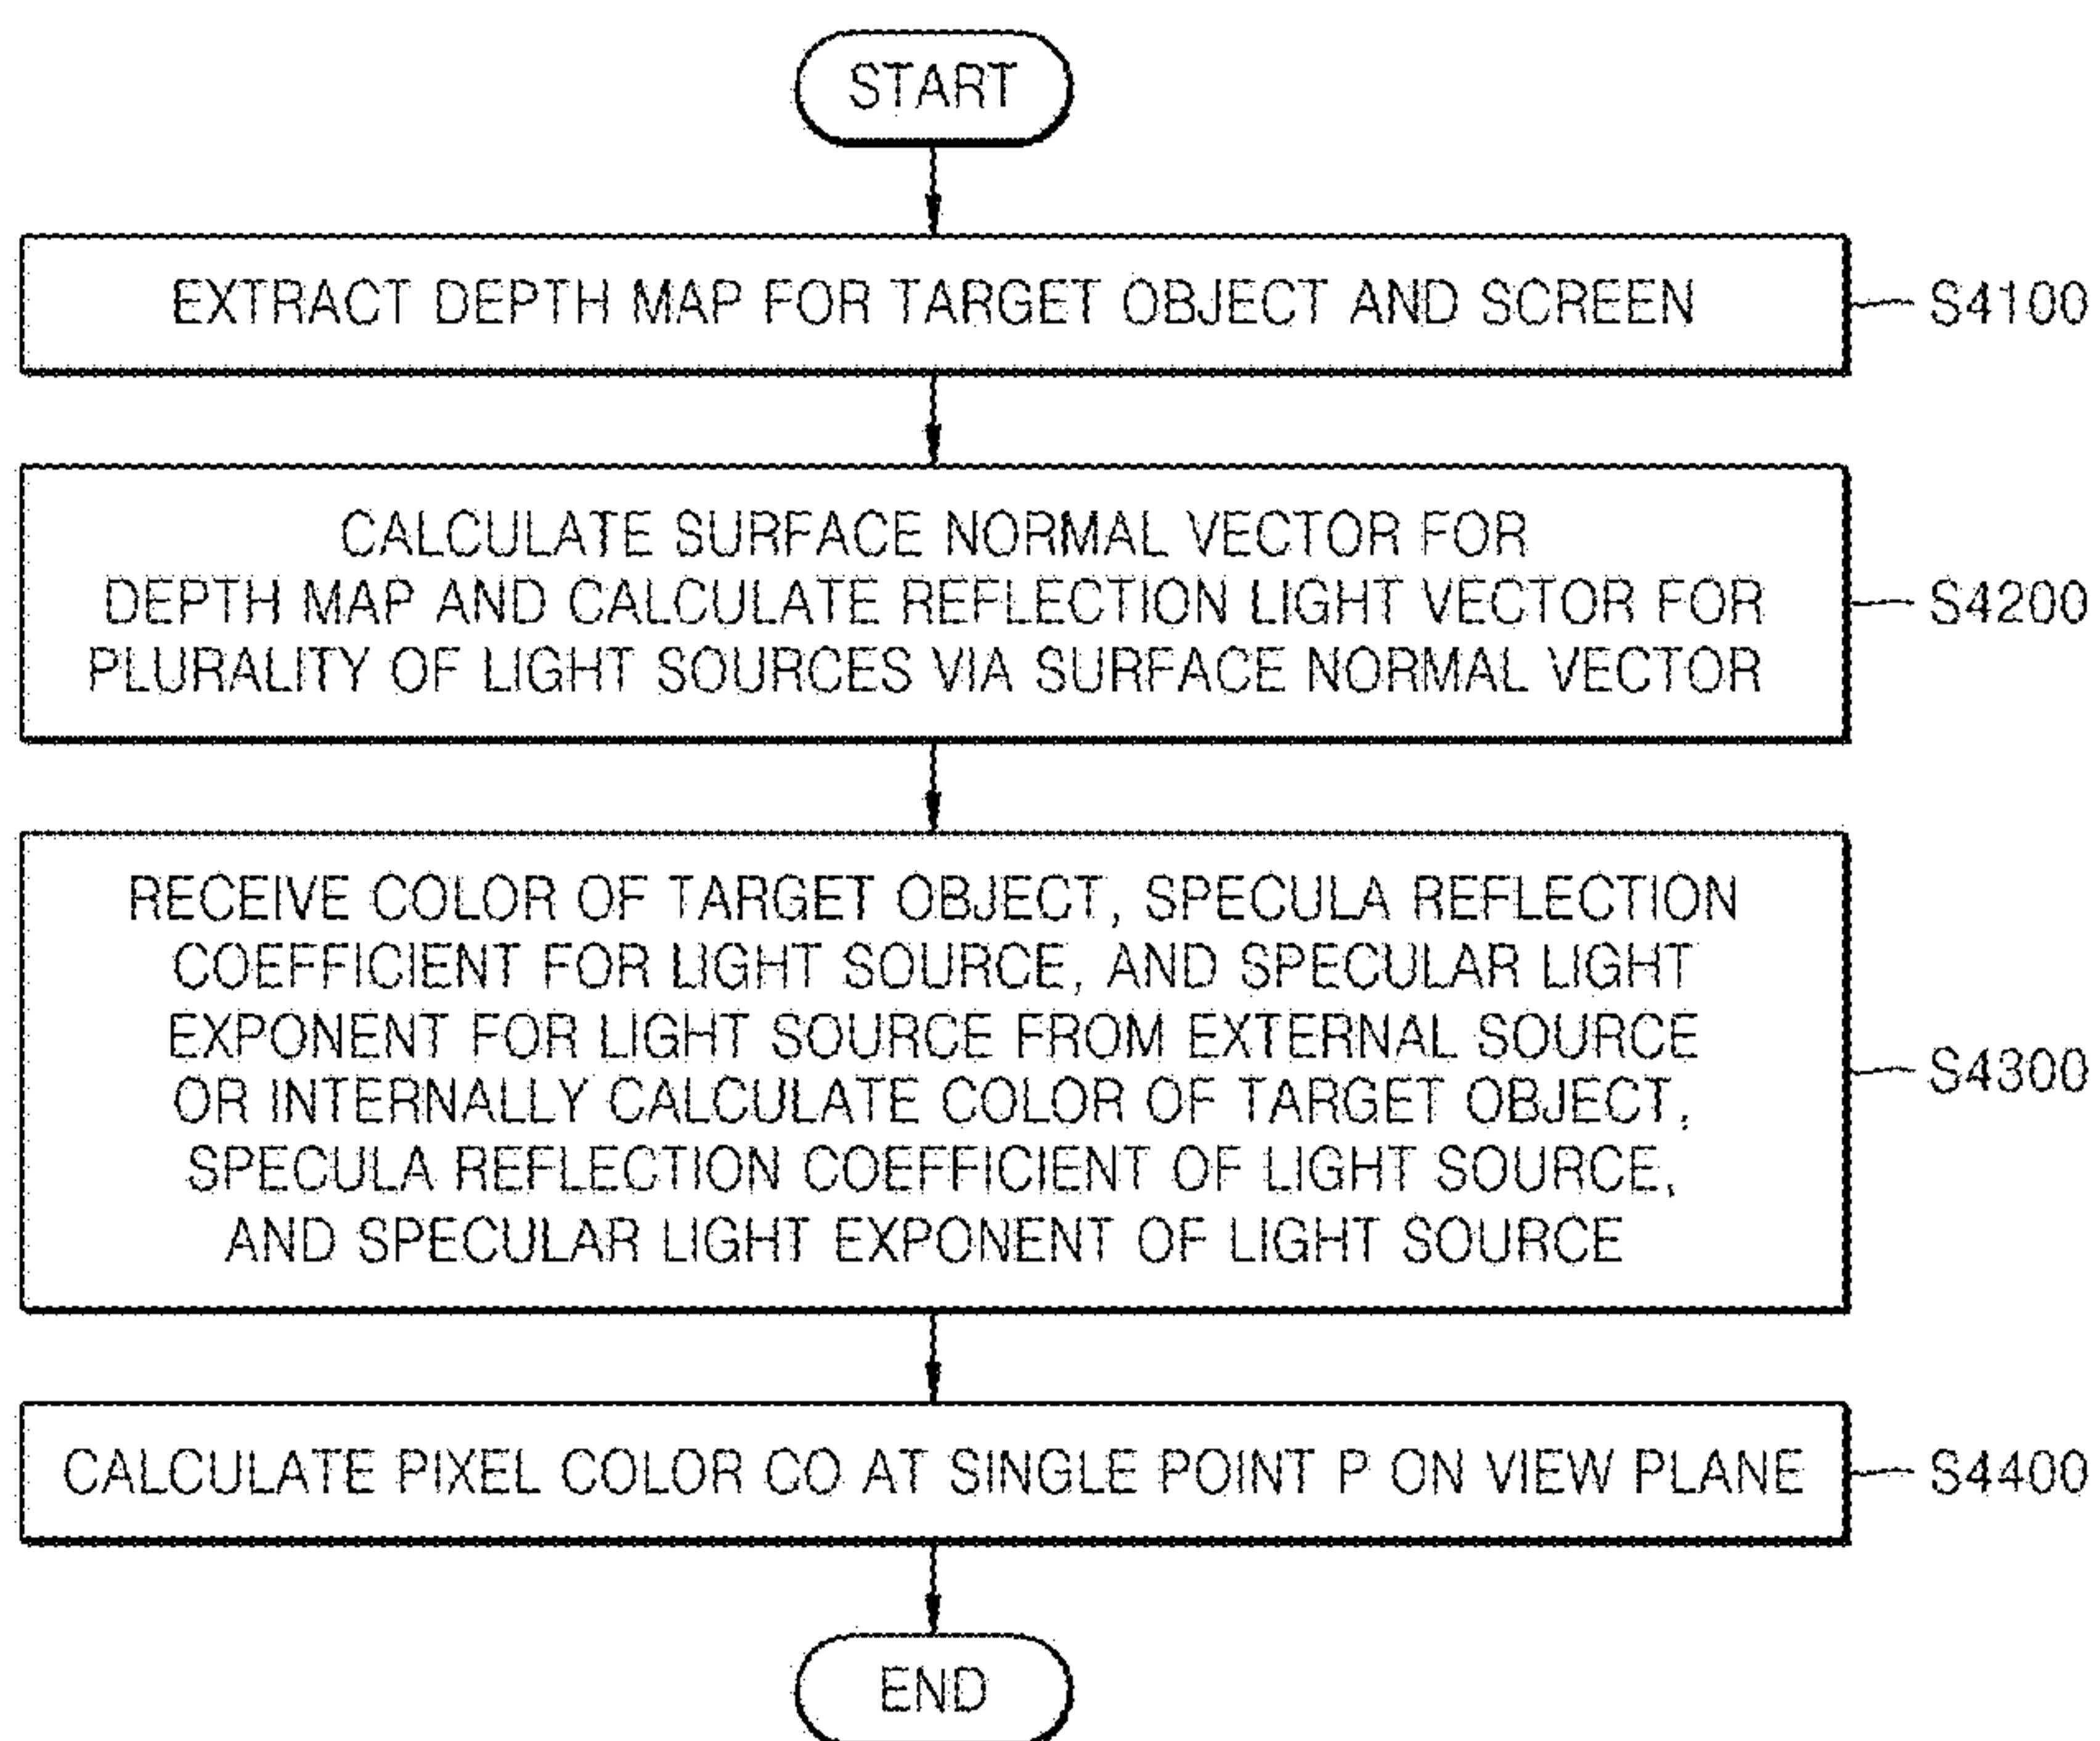 START
EXTRACT DEPTH MAP FOR TARGET OBJECT AND SCREEN
S4100
CALCULATE SURFACE NORMAL VECTOR FOR
DEPTH MAP AND CALCULATE REFLECTION LIGHT VECTOR FOR
PLURALITY OF LIGHT SOURCES VIA SURFACE NORMAL VECTOR
S4200
RECEIVE COLOR OF TARGET OBJECT, SPECULA REFLECTION
COEFFICIENT FOR LIGHT SOURCE, AND SPECULAR LIGHT
EXPONENT FOR LIGHT SOURCE FROM EXTERNAL SOURCE
OR INTERNALLY CALCULATE COLOR OF TARGET OBJECT,
SPECULA REFLECTION COEFFICIENT OF LIGHT SOURCE,
AND SPECULAR LIGHT EXPONENT OF LIGHT SOURCE
S4300
CALCULATE PIXEL COLOR CO AT SINGLE POINT P ON VIEW PLANE
S4400
END